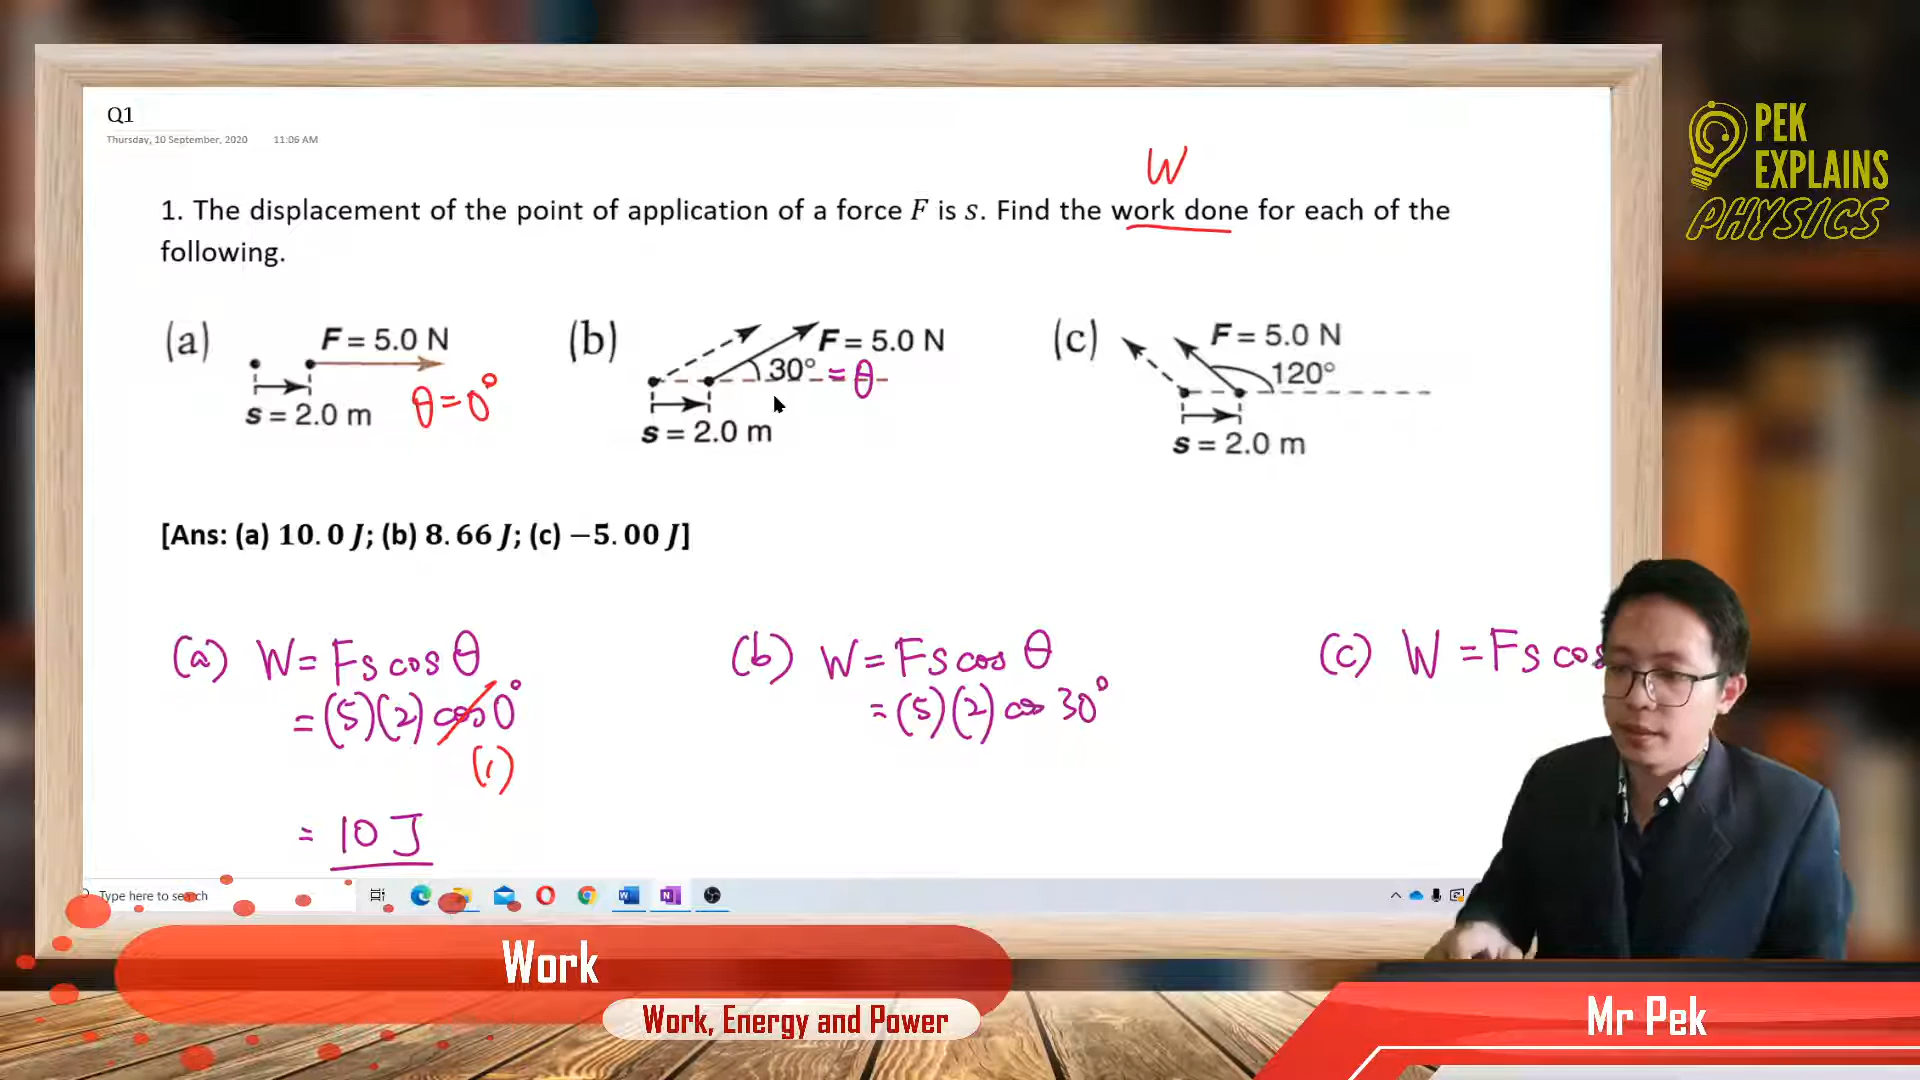 Q1
Thursday, 10 September, 2020 11:06 AM
PEK
EXPLAINS
PHYSICS
W
1. The displacement of the point of application of a force F is s. Find the work done for each of the
following.
(a) F = 5.0 N
s = 2.0 m
θ = 0°
(b) F = 5.0 N
30° = θ
s = 2.0 m
(c) F = 5.0 N
120°
s = 2.0 m
[Ans: (a) 10.0 J; (b) 8.66 J; (c) −5.00 J]
(a) W = Fs cos θ
= (5)(2) cos 0°
(1)
= 10 J
(b) W = Fs cos θ
= (5)(2) cos 30°
(c) W = Fs cos
Type here to search
Work
Work, Energy and Power
Mr Pek